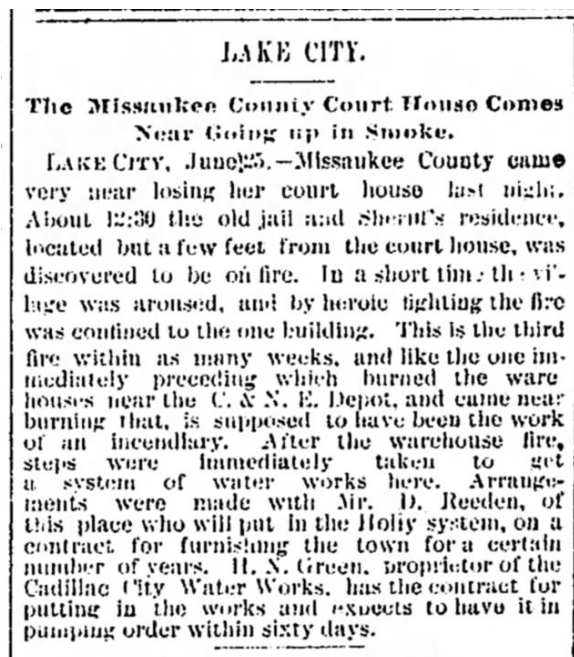 LAKE CITY.
The Missaukee County Court House Comes
Near Going up in Smoke.
LAKE CITY, June 25.—Missaukee County came
very near losing her court house last night.
About 12:30 the old jail and Sheriff's residence,
located but a few feet from the court house, was
discovered to be on fire. In a short time the vil-
lage was aroused, and by heroic fighting the fire
was confined to the one building. This is the third
fire within as many weeks, and like the one im-
mediately preceding which burned the ware
houses near the C. & N. E. Depot, and came near
burning that, is supposed to have been the work
of an incendiary. After the warehouse fire,
steps were immediately taken to get
a system of water works here. Arrange-
ments were made with Mr. D. Reeden, of
this place who will put in the Holly system, on a
contract for furnishing the town for a certain
number of years. H. N. Green, proprietor of the
Cadillac City Water Works, has the contract for
putting in the works and expects to have it in
pumping order within sixty days.